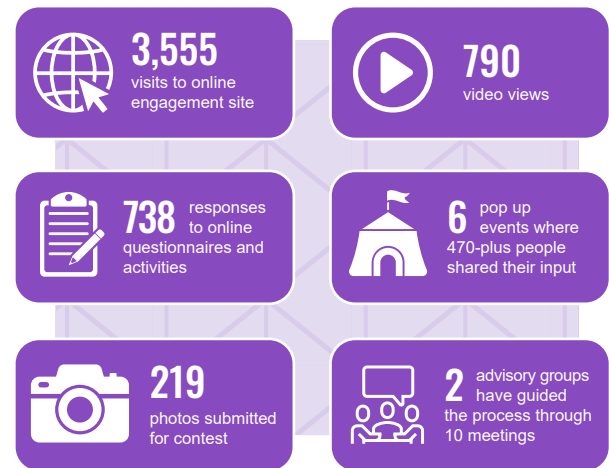 3,555
visits to online
engagement site
790
video views
738 responses
to online
questionnaires and
activities
6 pop up
events where
470-plus people
shared their input
219
photos submitted
for contest
2 advisory groups
have guided
the process through
10 meetings